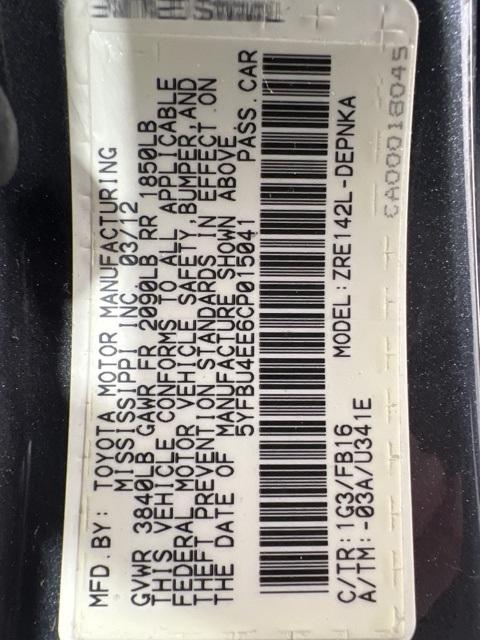 MFD.BY: TOYOTA MOTOR MANUFACTURING
MISSISSIPPI INC. 03/12
GVWR 3840LB GAWR FR 2090LB RR 1850LB
THIS VEHICLE CONFORMS TO ALL APPLICABLE
FEDERAL MOTOR VEHICLE SAFETY, BUMPER, AND
THEFT PREVENTION STANDARDS IN EFFECT ON
THE DATE OF MANUFACTURE SHOWN ABOVE.
5YFBU4EE6CP015041 PASS.CAR
C/TR: 1G3/FB16 MODEL: ZRE142L-DEPNKA
A/TM: -03A/U341E
CA00018045